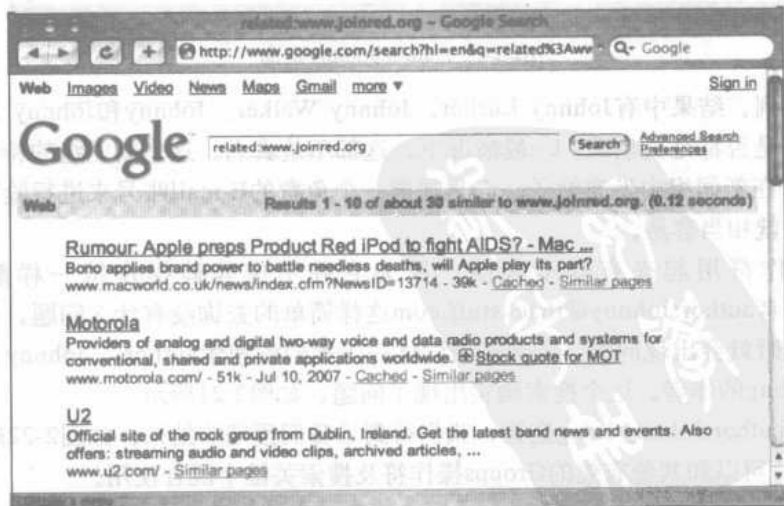 related:www.joinred.org – Google Search
http://www.google.com/search?hl=en&q=related%3Aww
Google
Web Images Video News Maps Gmail more ▼
Sign in
Google
related:www.joinred.org
Search
Advanced Search
Preferences
Web
Results 1 - 10 of about 30 similar to www.joinred.org. (0.12 seconds)
Rumour: Apple preps Product Red iPod to fight AIDS? - Mac ...
Bono applies brand power to battle needless deaths, will Apple play its part?
www.macworld.co.uk/news/index.cfm?NewsID=13714 - 39k - Cached - Similar pages
Motorola
Providers of analog and digital two-way voice and data radio products and systems for
conventional, shared and private applications worldwide. Stock quote for MOT
www.motorola.com/ - 51k - Jul 10, 2007 - Cached - Similar pages
U2
Official site of the rock group from Dublin, Ireland. Get the latest band news and events. Also
offers: streaming audio and video clips, archived articles, ...
www.u2.com/ - Similar pages